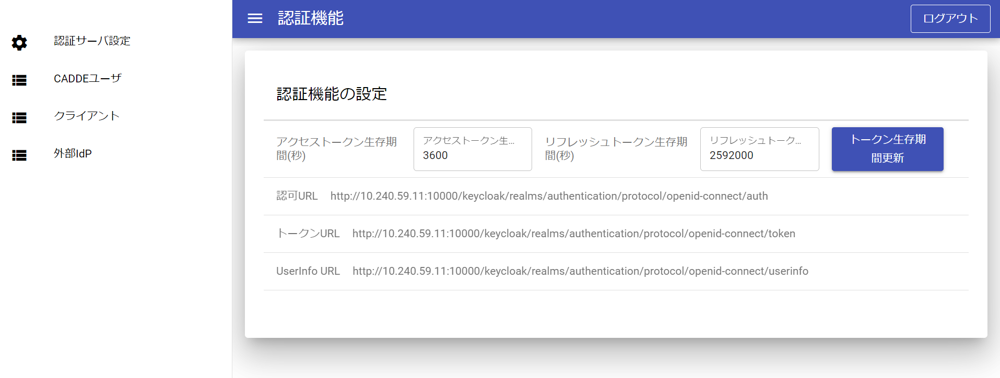 認証サーバ設定
CADDEユーザ
クライアント
外部IdP
認証機能
ログアウト
認証機能の設定
アクセストークン生存期
間(秒)
アクセストークン生...
3600
リフレッシュトークン生存期
間(秒)
リフレッシュトーク...
2592000
トークン生存期
間更新
認可URL http://10.240.59.11:10000/keycloak/realms/authentication/protocol/openid-connect/auth
トークンURL http://10.240.59.11:10000/keycloak/realms/authentication/protocol/openid-connect/token
UserInfo URL http://10.240.59.11:10000/keycloak/realms/authentication/protocol/openid-connect/userinfo